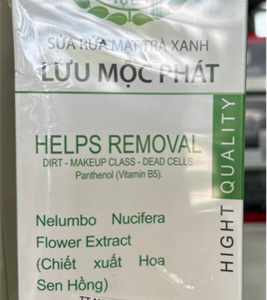 SỮA RỬA MẶT TRÀ XANH
LƯU MỘC PHÁT
HELPS REMOVAL
DIRT - MAKEUP CLASS - DEAD CELLS
Panthenol (Vitamin B5).
Nelumbo Nucifera
Flower Extract
(Chiết xuất Hoa
Sen Hồng)
HIGHT QUALITY